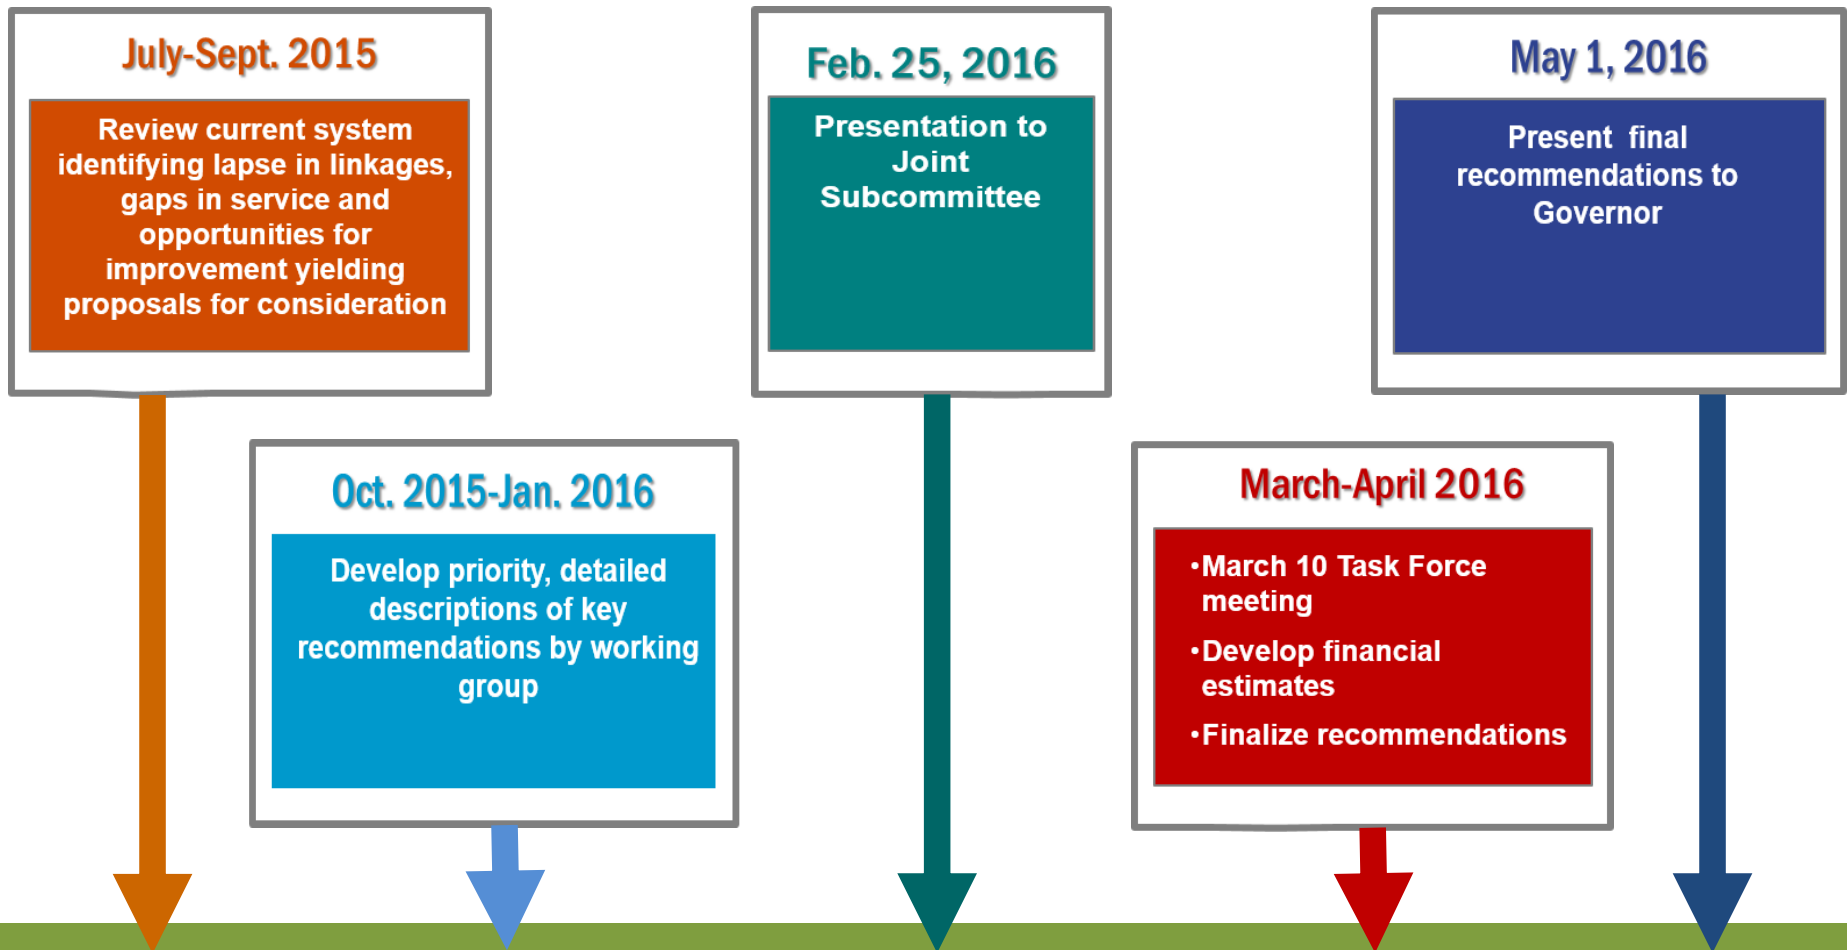 July-Sept. 2015
Review current system
identifying lapse in linkages,
gaps in service and
opportunities for
improvement yielding
proposals for consideration
Oct. 2015-Jan. 2016
Develop priority, detailed
descriptions of key
recommendations by working
group
Feb. 25, 2016
Presentation to
Joint
Subcommittee
March-April 2016
•March 10 Task Force
meeting
•Develop financial
estimates
•Finalize recommendations
May 1, 2016
Present final
recommendations to
Governor